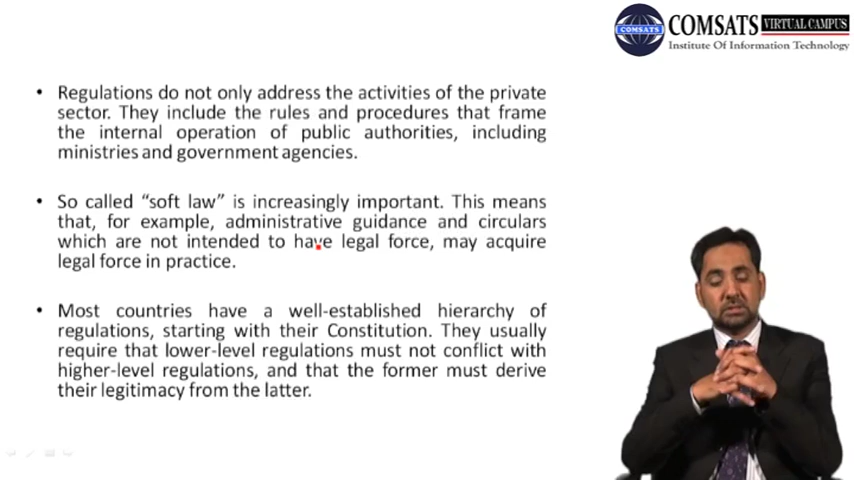 COMSATS
COMSATS VIRTUAL CAMPUS
Institute Of Information Technology
• Regulations do not only address the activities of the private
sector. They include the rules and procedures that frame
the internal operation of public authorities, including
ministries and government agencies.
• So called “soft law” is increasingly important. This means
that, for example, administrative guidance and circulars
which are not intended to have legal force, may acquire
legal force in practice.
• Most countries have a well-established hierarchy of
regulations, starting with their Constitution. They usually
require that lower-level regulations must not conflict with
higher-level regulations, and that the former must derive
their legitimacy from the latter.